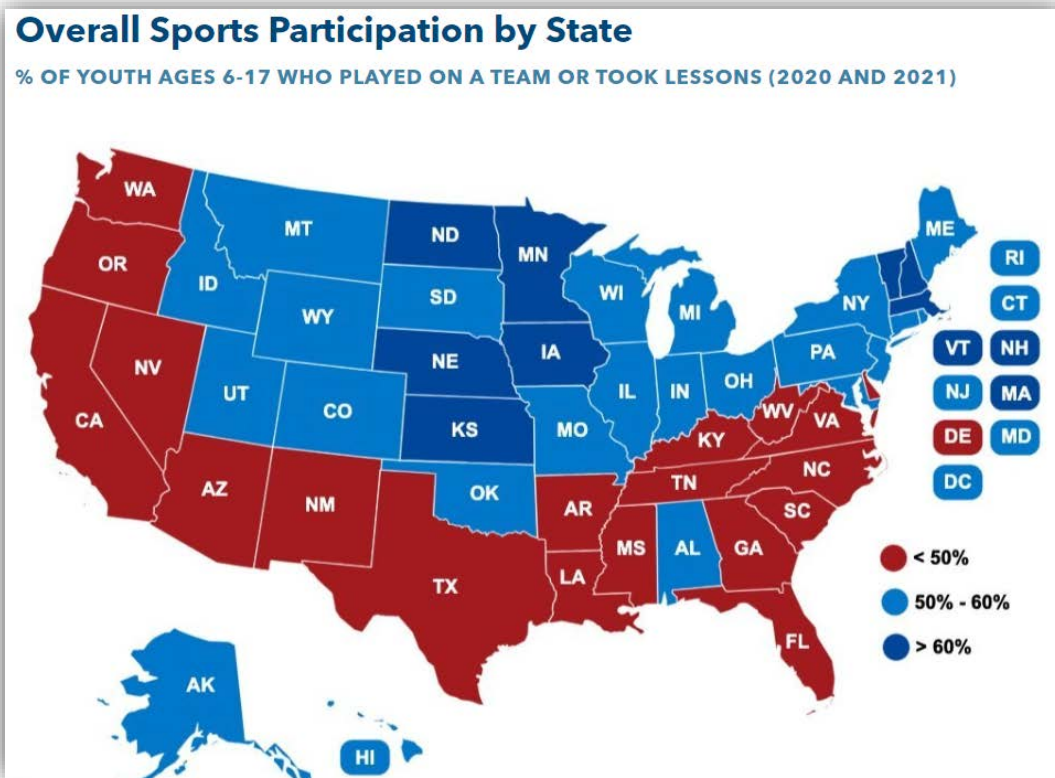 Overall Sports Participation by State
% OF YOUTH AGES 6-17 WHO PLAYED ON A TEAM OR TOOK LESSONS (2020 AND 2021)
WA
MT
ND
MN
ME
OR
ID
SD
WI
MI
NY
RI
WY
CT
NV
NE
IA
PA
VT
NH
UT
CO
IL
IN
OH
NJ
MA
CA
KS
MO
WV
VA
KY
DE
MD
AZ
NM
OK
AR
TN
NC
DC
SC
TX
LA
MS
AL
GA
< 50%
50% - 60%
> 60%
FL
AK
HI